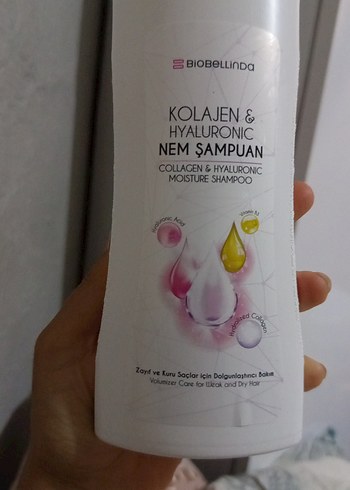 BIOBELLINDA
KOLAJEN &
HYALURONIC
NEM ŞAMPUAN
COLLAGEN & HYALURONIC
MOISTURE SHAMPOO
Hyaluronic Acid
Hydrolyzed Collagen
Zayıf ve Kuru Saçlar için Dolgunlaştırıcı Bakım
Volumizer Care for Weak and Dry Hair